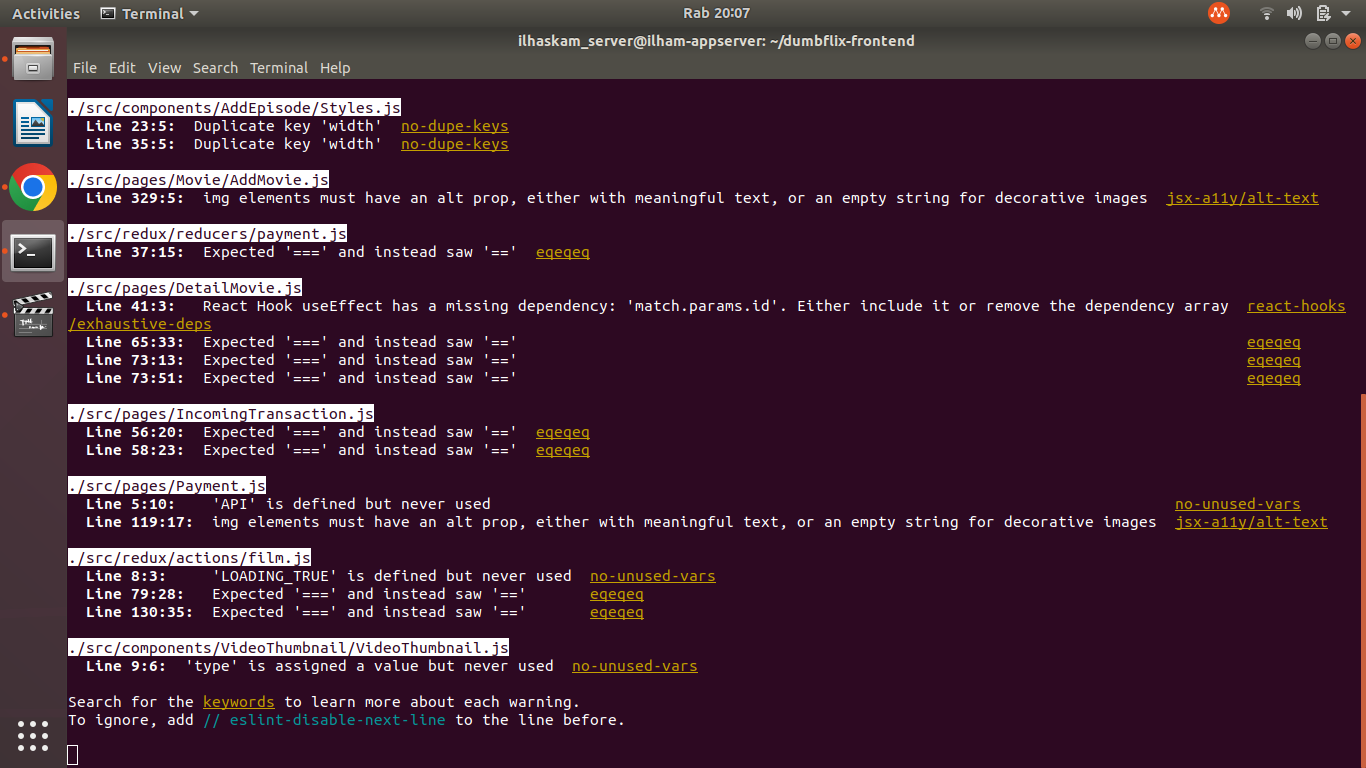 Activities Terminal Rab 20:07
ilhaskam_server@ilham-appserver: ~/dumbflix-frontend
File Edit View Search Terminal Help
./src/components/AddEpisode/Styles.js
Line 23:5: Duplicate key 'width' no-dupe-keys
Line 35:5: Duplicate key 'width' no-dupe-keys
./src/pages/Movie/AddMovie.js
Line 329:5: img elements must have an alt prop, either with meaningful text, or an empty string for decorative images jsx-a11y/alt-text
./src/redux/reducers/payment.js
Line 37:15: Expected '===' and instead saw '==' eqeqeq
./src/pages/DetailMovie.js
Line 41:3: React Hook useEffect has a missing dependency: 'match.params.id'. Either include it or remove the dependency array react-hooks
/exhaustive-deps
Line 65:33: Expected '===' and instead saw '==' eqeqeq
Line 73:13: Expected '===' and instead saw '==' eqeqeq
Line 73:51: Expected '===' and instead saw '==' eqeqeq
./src/pages/IncomingTransaction.js
Line 56:20: Expected '===' and instead saw '==' eqeqeq
Line 58:23: Expected '===' and instead saw '==' eqeqeq
./src/pages/Payment.js
Line 5:10: 'API' is defined but never used no-unused-vars
Line 119:17: img elements must have an alt prop, either with meaningful text, or an empty string for decorative images jsx-a11y/alt-text
./src/redux/actions/film.js
Line 8:3: 'LOADING_TRUE' is defined but never used no-unused-vars
Line 79:28: Expected '===' and instead saw '==' eqeqeq
Line 130:35: Expected '===' and instead saw '==' eqeqeq
./src/components/VideoThumbnail/VideoThumbnail.js
Line 9:6: 'type' is assigned a value but never used no-unused-vars
Search for the keywords to learn more about each warning.
To ignore, add // eslint-disable-next-line to the line before.